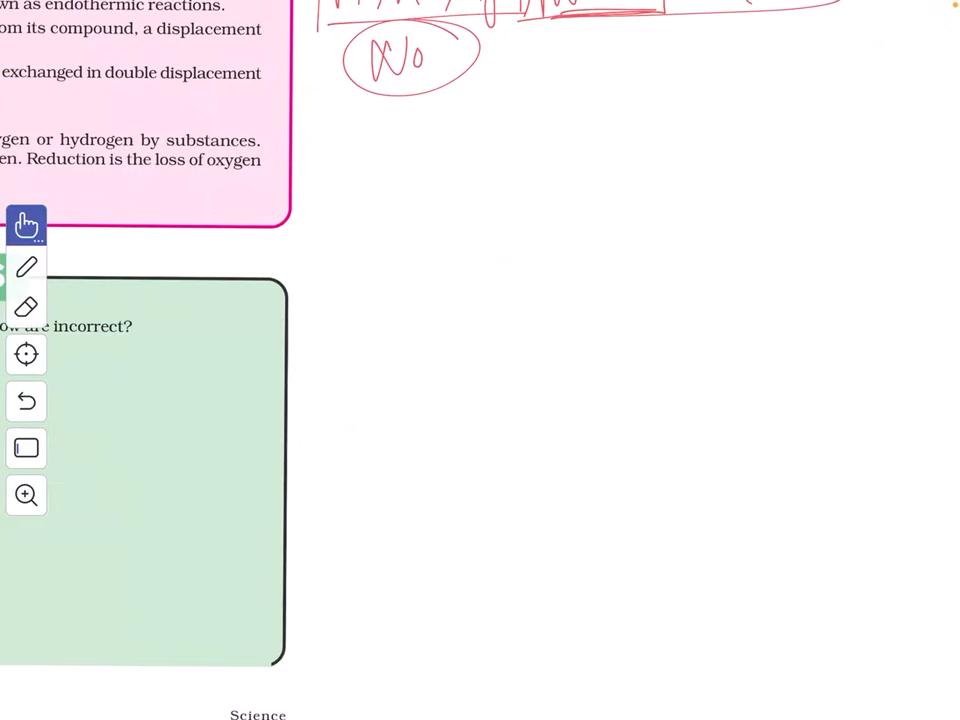 wn as endothermic reactions.
om its compound, a displacement
exchanged in double displacement
gen or hydrogen by substances.
en. Reduction is the loss of oxygen
No
incorrect?
Science